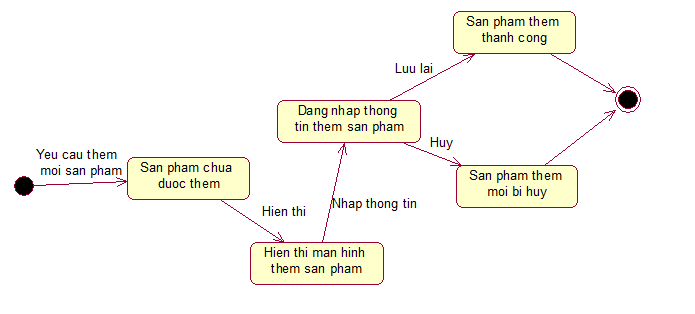 San pham them
thanh cong
Luu lai
Dang nhap thong
tin them san pham
Huy
Yeu cau them
moi san pham
San pham chua
duoc them
San pham them
moi bi huy
Hien thi
Nhap thong tin
Hien thi man hinh
them san pham